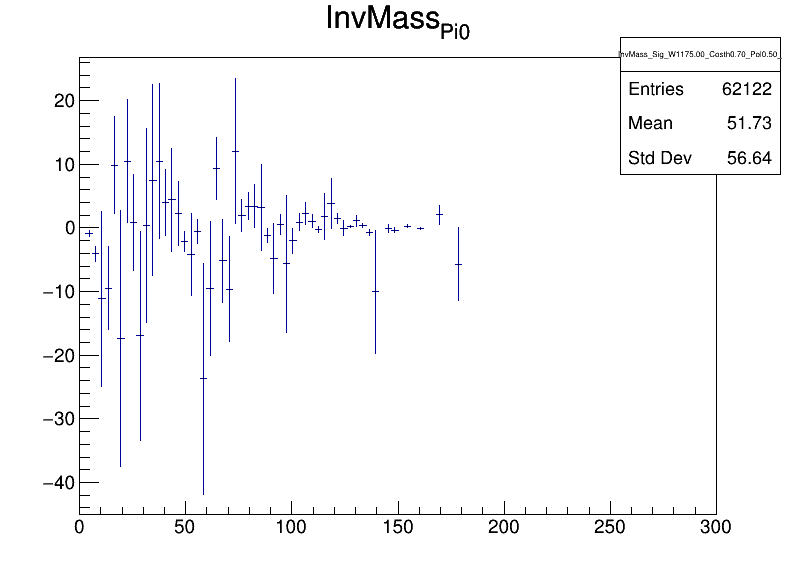 InvMass_Pi0
InvMass_Sig_W1175.00_Costh0.70_Pol0.50_
Entries 62122
Mean 51.73
Std Dev 56.64
20
10
0
−10
−20
−30
−40
0 50 100 150 200 250 300